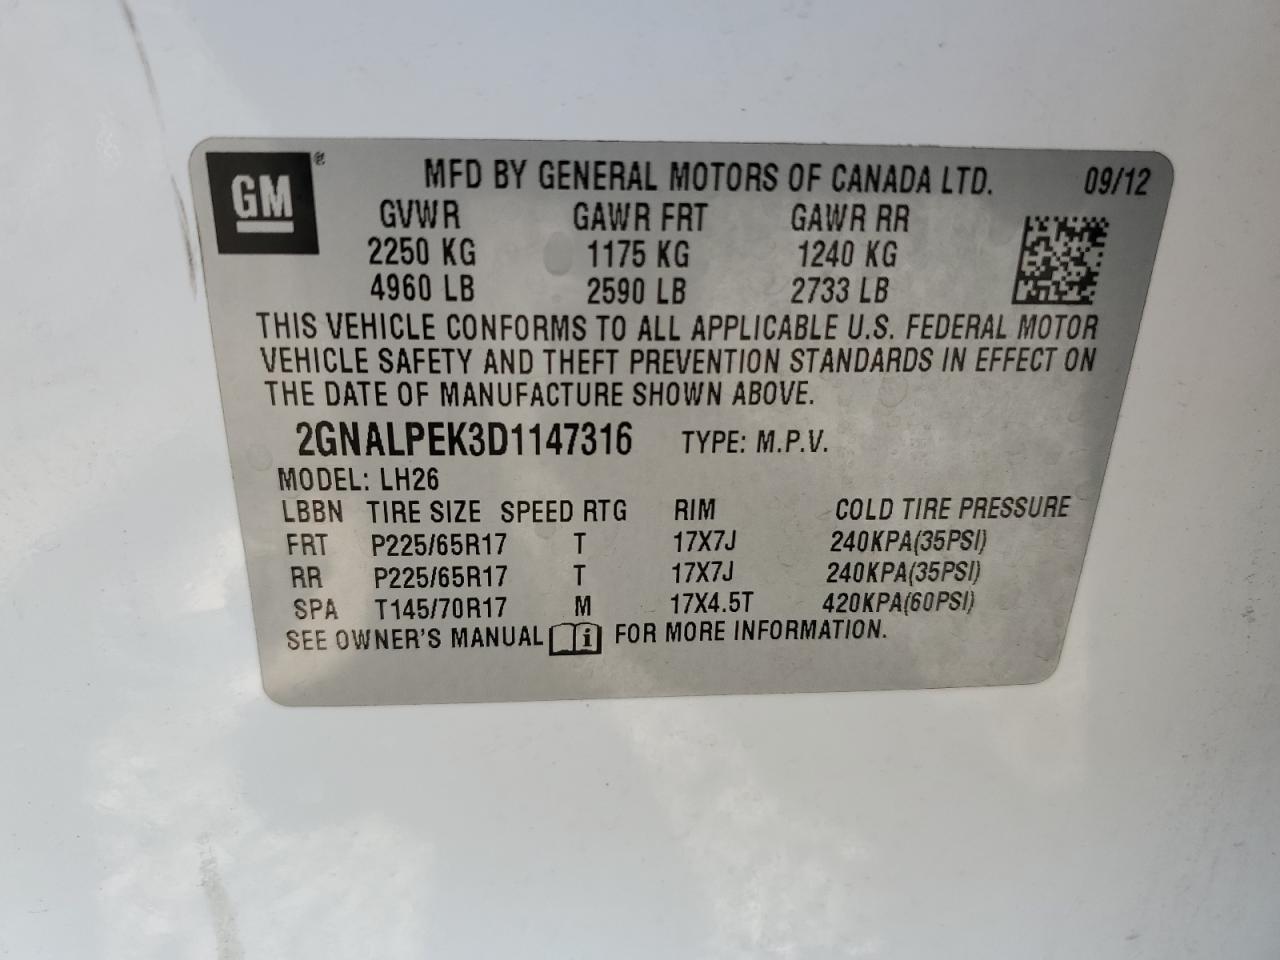 GM ® MFD BY GENERAL MOTORS OF CANADA LTD. 09/12
GVWR GAWR FRT GAWR RR
2250 KG 1175 KG 1240 KG
4960 LB 2590 LB 2733 LB
THIS VEHICLE CONFORMS TO ALL APPLICABLE U.S. FEDERAL MOTOR
VEHICLE SAFETY AND THEFT PREVENTION STANDARDS IN EFFECT ON
THE DATE OF MANUFACTURE SHOWN ABOVE.
2GNALPEK3D1147316 TYPE: M.P.V.
MODEL: LH26
LBBN TIRE SIZE SPEED RTG RIM COLD TIRE PRESSURE
FRT P225/65R17 T 17X7J 240KPA(35PSI)
RR P225/65R17 T 17X7J 240KPA(35PSI)
SPA T145/70R17 M 17X4.5T 420KPA(60PSI)
SEE OWNER'S MANUAL i FOR MORE INFORMATION.